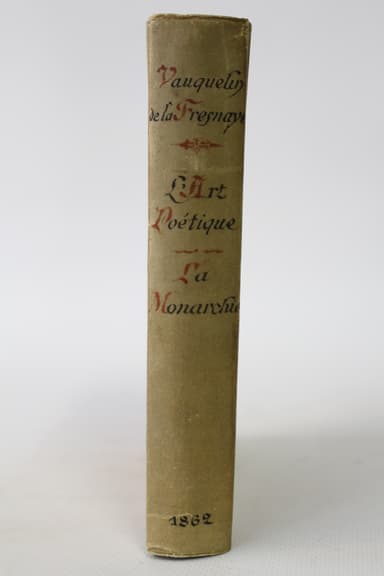 Vauquelin
de la Fresnaye
L'Art
Poétique
La
Monarchie
1862